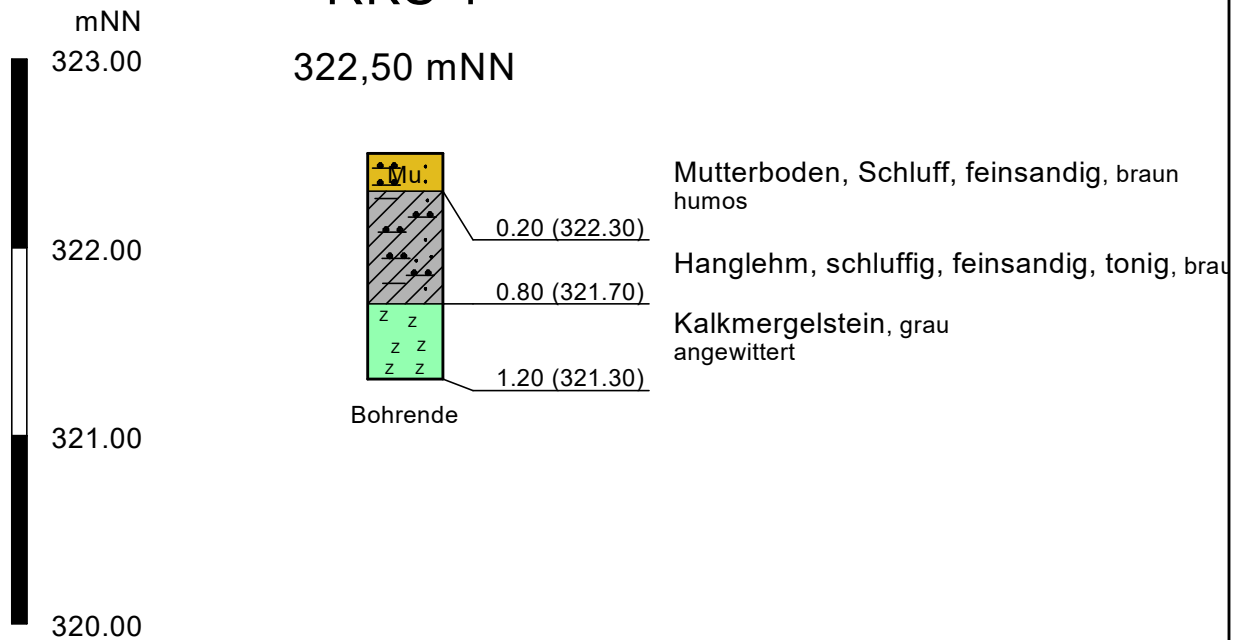 mNN
323.00
322,50 mNN
Mu.
Mutterboden, Schluff, feinsandig, braun
humos
0.20 (322.30)
322.00
Hanglehm, schluffig, feinsandig, tonig, brau
0.80 (321.70)
z z
Kalkmergelstein, grau
angewittert
z z
z z
1.20 (321.30)
Bohrende
321.00
320.00